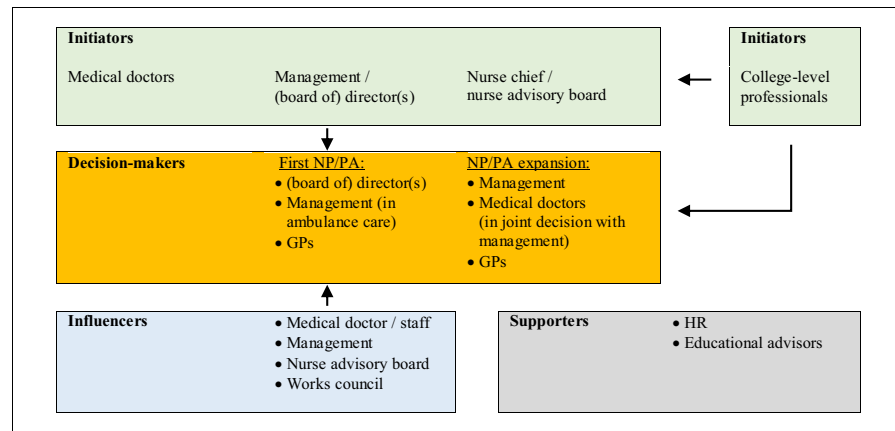 Initiators
Medical doctors
Management /
(board of) director(s)
Nurse chief /
nurse advisory board
Initiators
College-level
professionals
Decision-makers
First NP/PA:
• (board of) director(s)
• Management (in
ambulance care)
• GPs
NP/PA expansion:
• Management
• Medical doctors
(in joint decision with
management)
• GPs
Influencers
• Medical doctor / staff
• Management
• Nurse advisory board
• Works council
Supporters
• HR
• Educational advisors